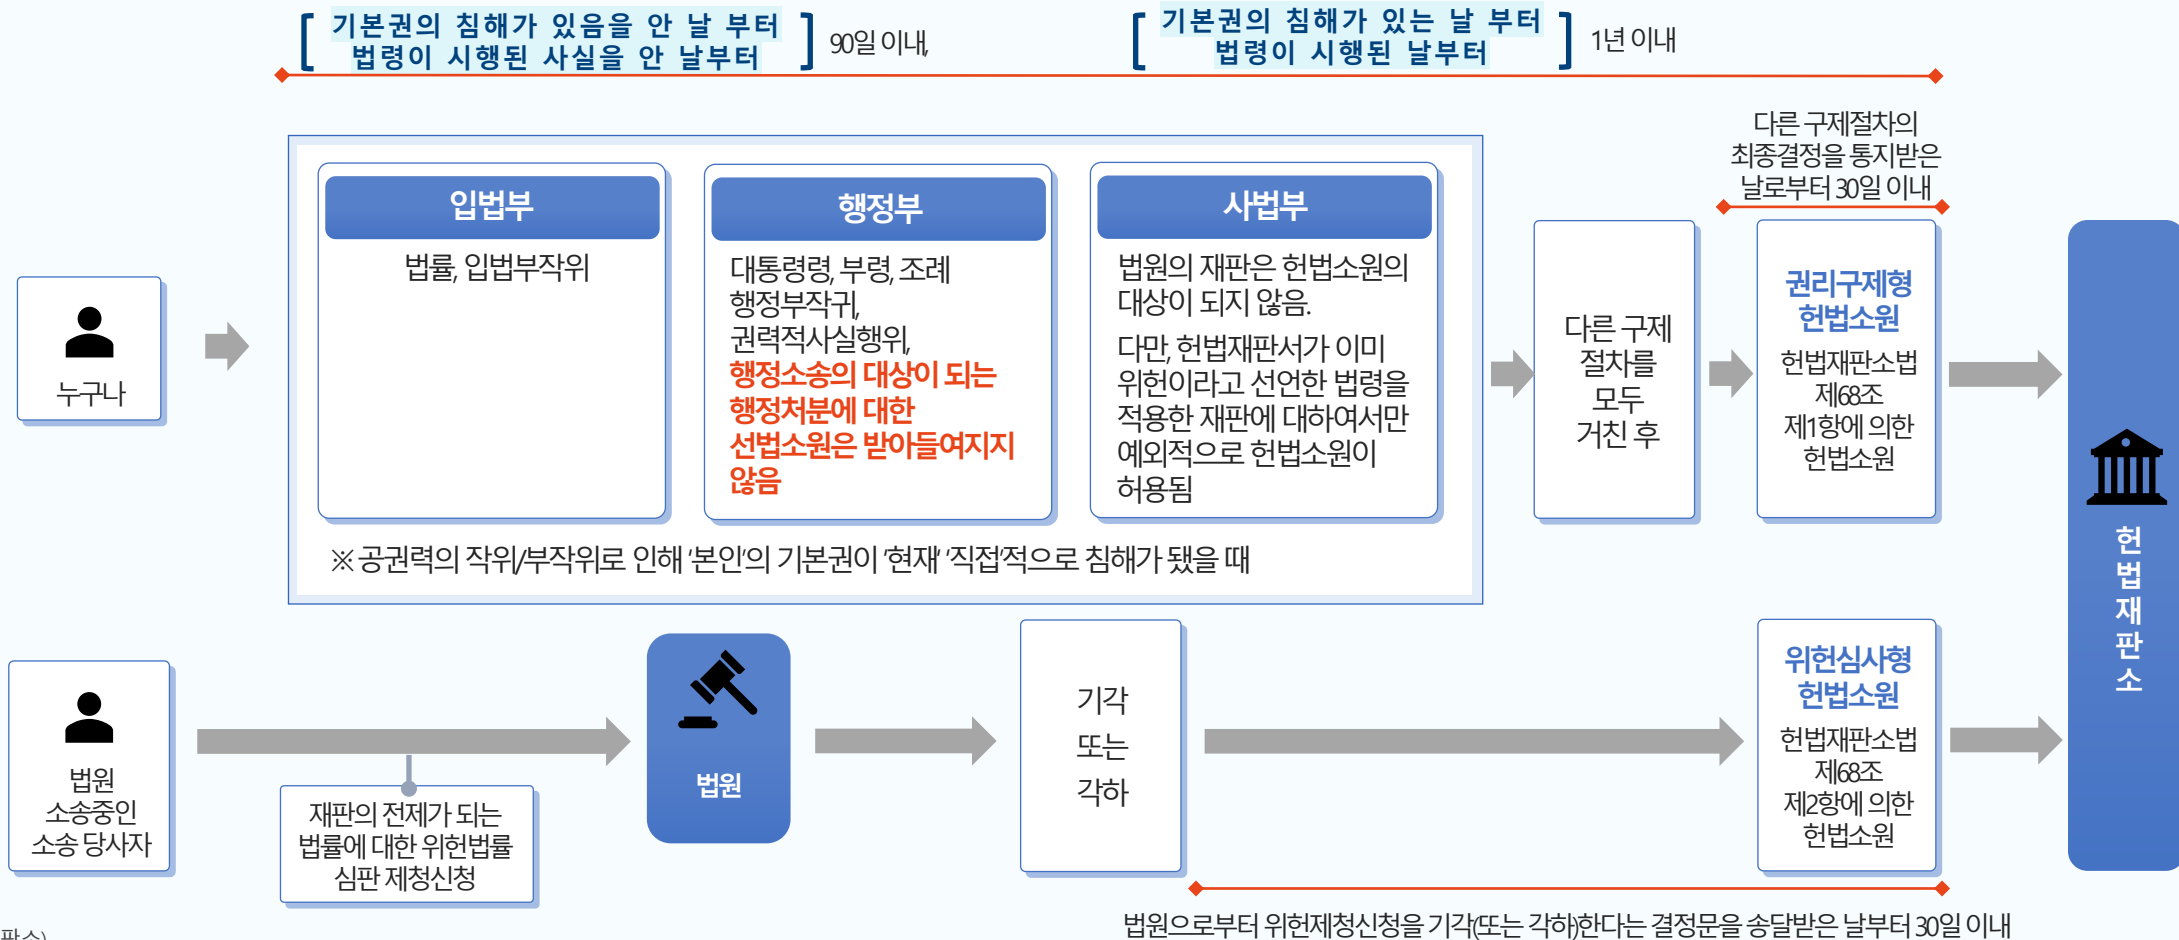 기본권의 침해가 있음을 안 날 부터
법령이 시행된 사실을 안 날부터
90일 이내,
기본권의 침해가 있는 날 부터
법령이 시행된 날부터
1년 이내
다른 구제절차의
최종결정을 통지받은
날로부터 30일 이내
누구나
입법부
법률, 입법부작위
행정부
대통령령, 부령, 조례
행정부작귀,
권력적사실행위,
행정소송의 대상이 되는
행정처분에 대한
선법소원은 받아들여지지
않음
사법부
법원의 재판은 헌법소원의
대상이 되지 않음.
다만, 헌법재판서가 이미
위헌이라고 선언한 법령을
적용한 재판에 대하여서만
예외적으로 헌법소원이
허용됨
※ 공권력의 작위/부작위로 인해 '본인'의 기본권이 '현재' '직접'적으로 침해가 됐을 때
다른 구제
절차를
모두
거친 후
권리구제형
헌법소원
헌법재판소법
제68조
제1항에 의한
헌법소원
헌
법
재
판
소
법원
소송중인
소송 당사자
재판의 전제가 되는
법률에 대한 위헌법률
심판 제청신청
법원
기각
또는
각하
위헌심사형
헌법소원
헌법재판소법
제68조
제2항에 의한
헌법소원
법원으로부터 위헌제청신청을 기각(또는 각하)한다는 결정문을 송달받은 날부터 30일 이내
판소)